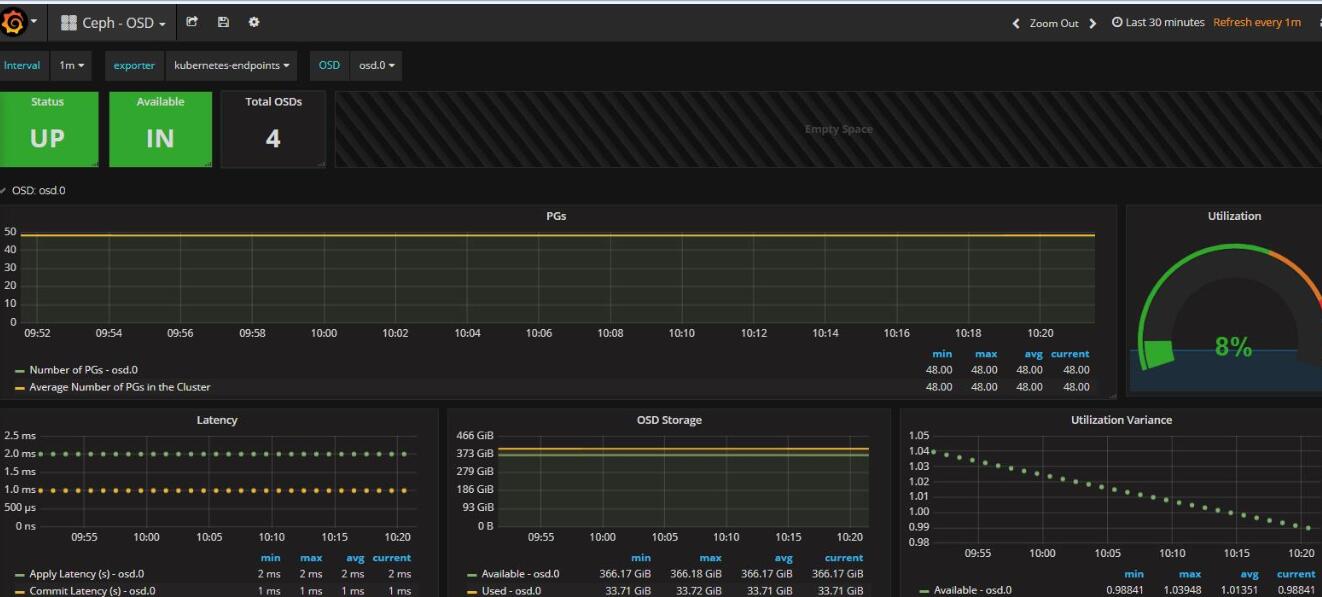 Ceph - OSD
Zoom Out Last 30 minutes Refresh every 1m
Interval 1m exporter kubernetes-endpoints OSD osd.0
Status Available Total OSDs
UP IN 4
Empty Space
OSD: osd.0
PGs
50
40
30
20
10
0
09:52 09:54 09:56 09:58 10:00 10:02 10:04 10:06 10:08 10:10 10:12 10:14 10:16 10:18 10:20
min max avg current
Number of PGs - osd.0 48.00 48.00 48.00 48.00
Average Number of PGs in the Cluster 48.00 48.00 48.00 48.00
Utilization
8%
Latency
2.5 ms
2.0 ms
1.5 ms
1.0 ms
500 µs
0 ns
09:55 10:00 10:05 10:10 10:15 10:20
min max avg current
Apply Latency (s) - osd.0 2 ms 2 ms 2 ms 2 ms
Commit Latency (s) - osd.0 1 ms 1 ms 1 ms 1 ms
OSD Storage
466 GiB
373 GiB
279 GiB
186 GiB
93 GiB
0 B
09:55 10:00 10:05 10:10 10:15 10:20
min max avg current
Available - osd.0 366.17 GiB 366.18 GiB 366.17 GiB 366.17 GiB
Used - osd.0 33.71 GiB 33.72 GiB 33.71 GiB 33.71 GiB
Utilization Variance
1.05
1.04
1.03
1.02
1.01
1.00
0.99
0.98
09:55 10:00 10:05 10:10 10:15 10:20
min max avg current
Available - osd.0 0.98841 1.03948 1.01351 0.98841